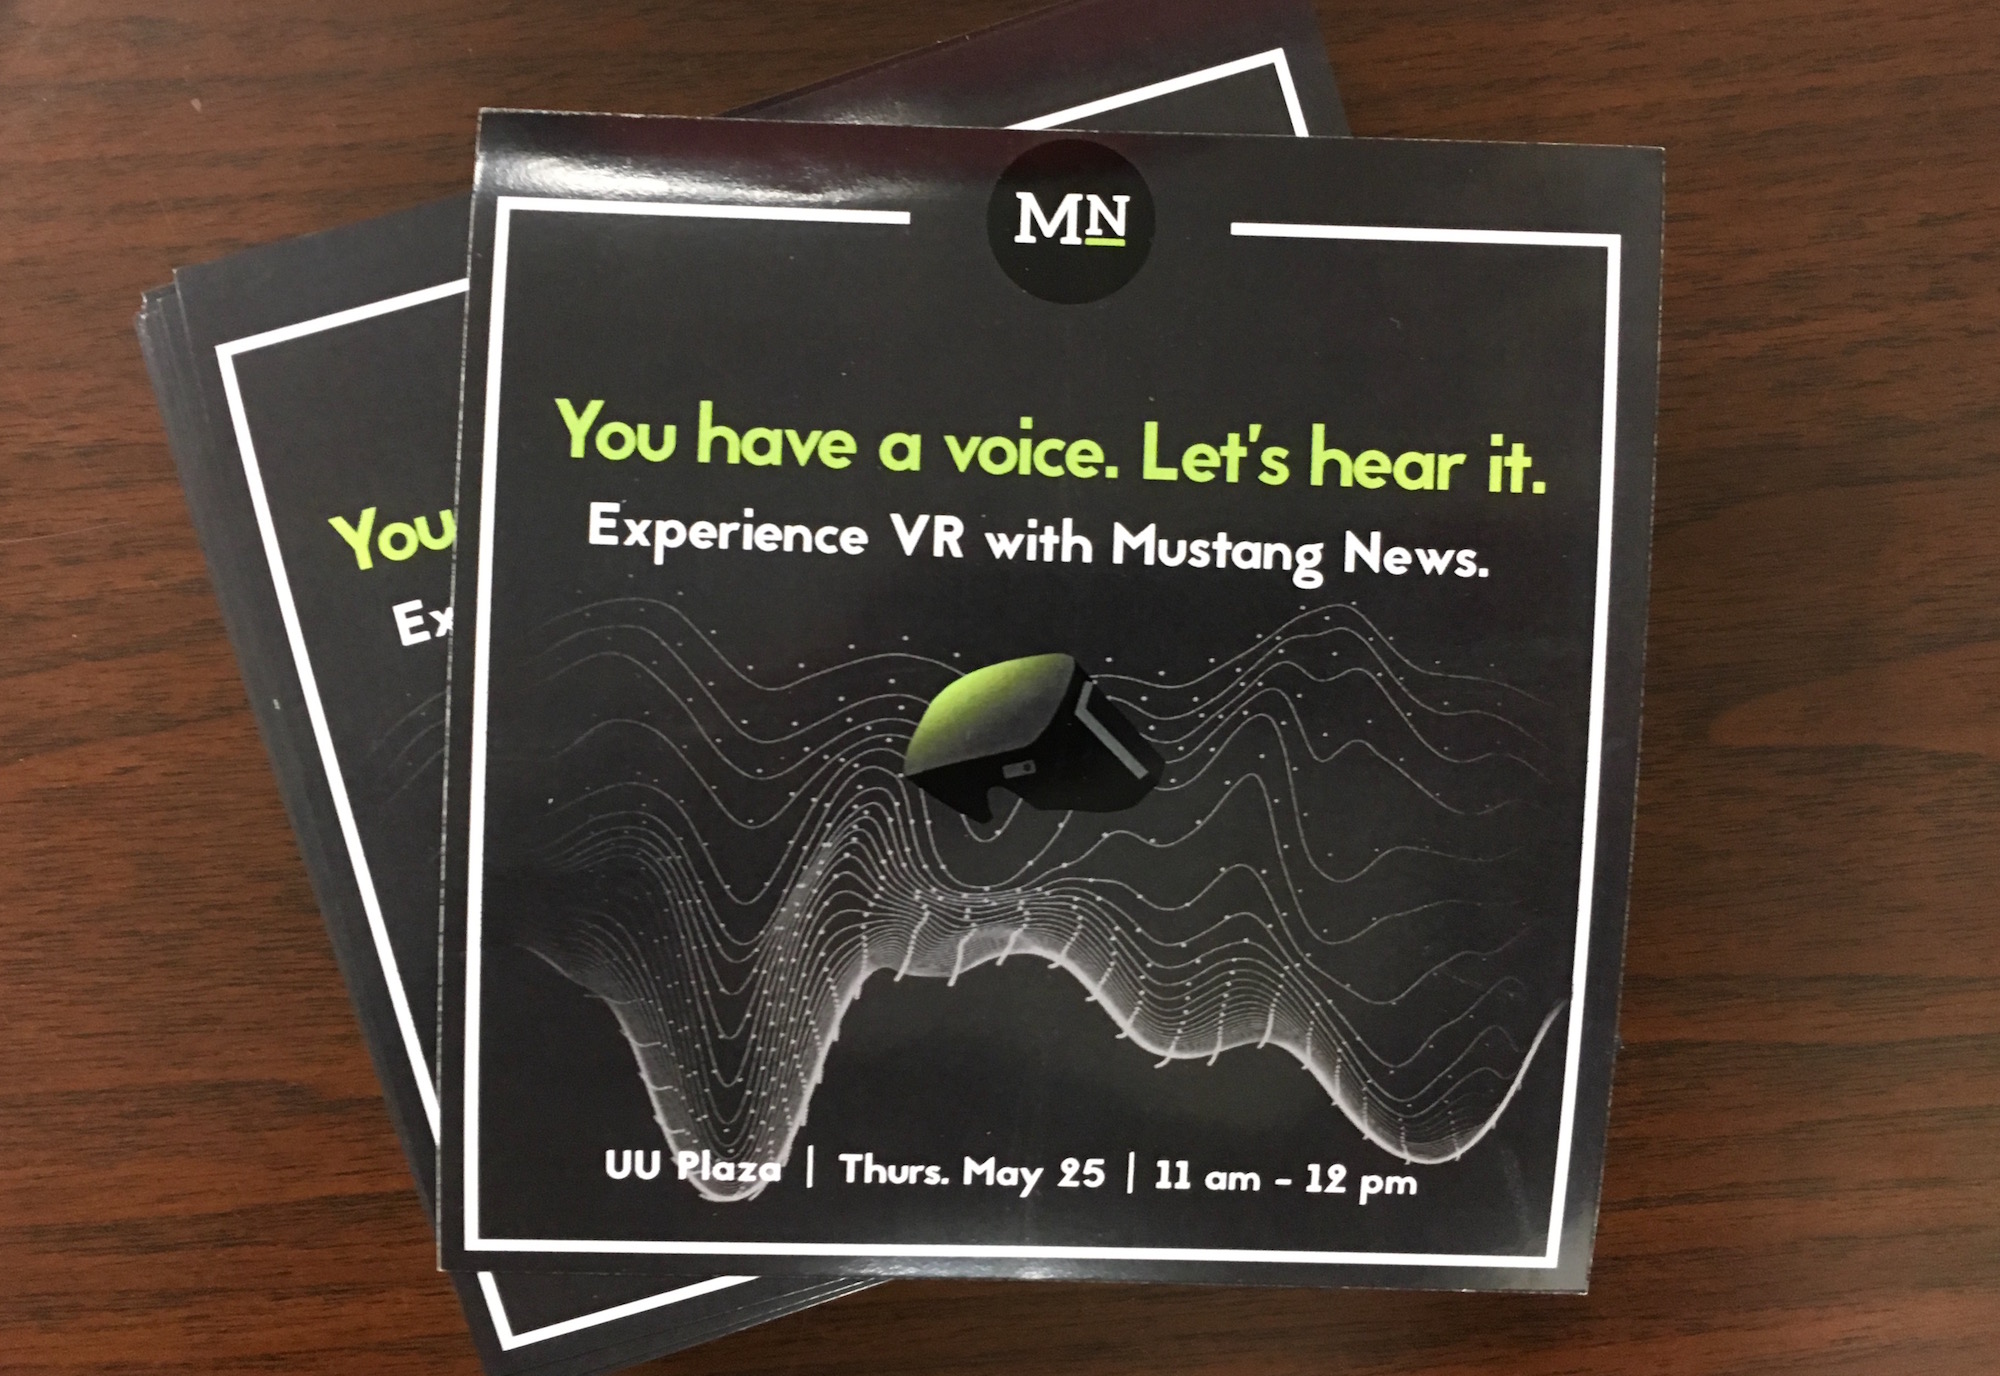 MN
You have a voice. Let's hear it.
Experience VR with Mustang News.
UU Plaza | Thurs. May 25 | 11 am - 12 pm
You
Ex